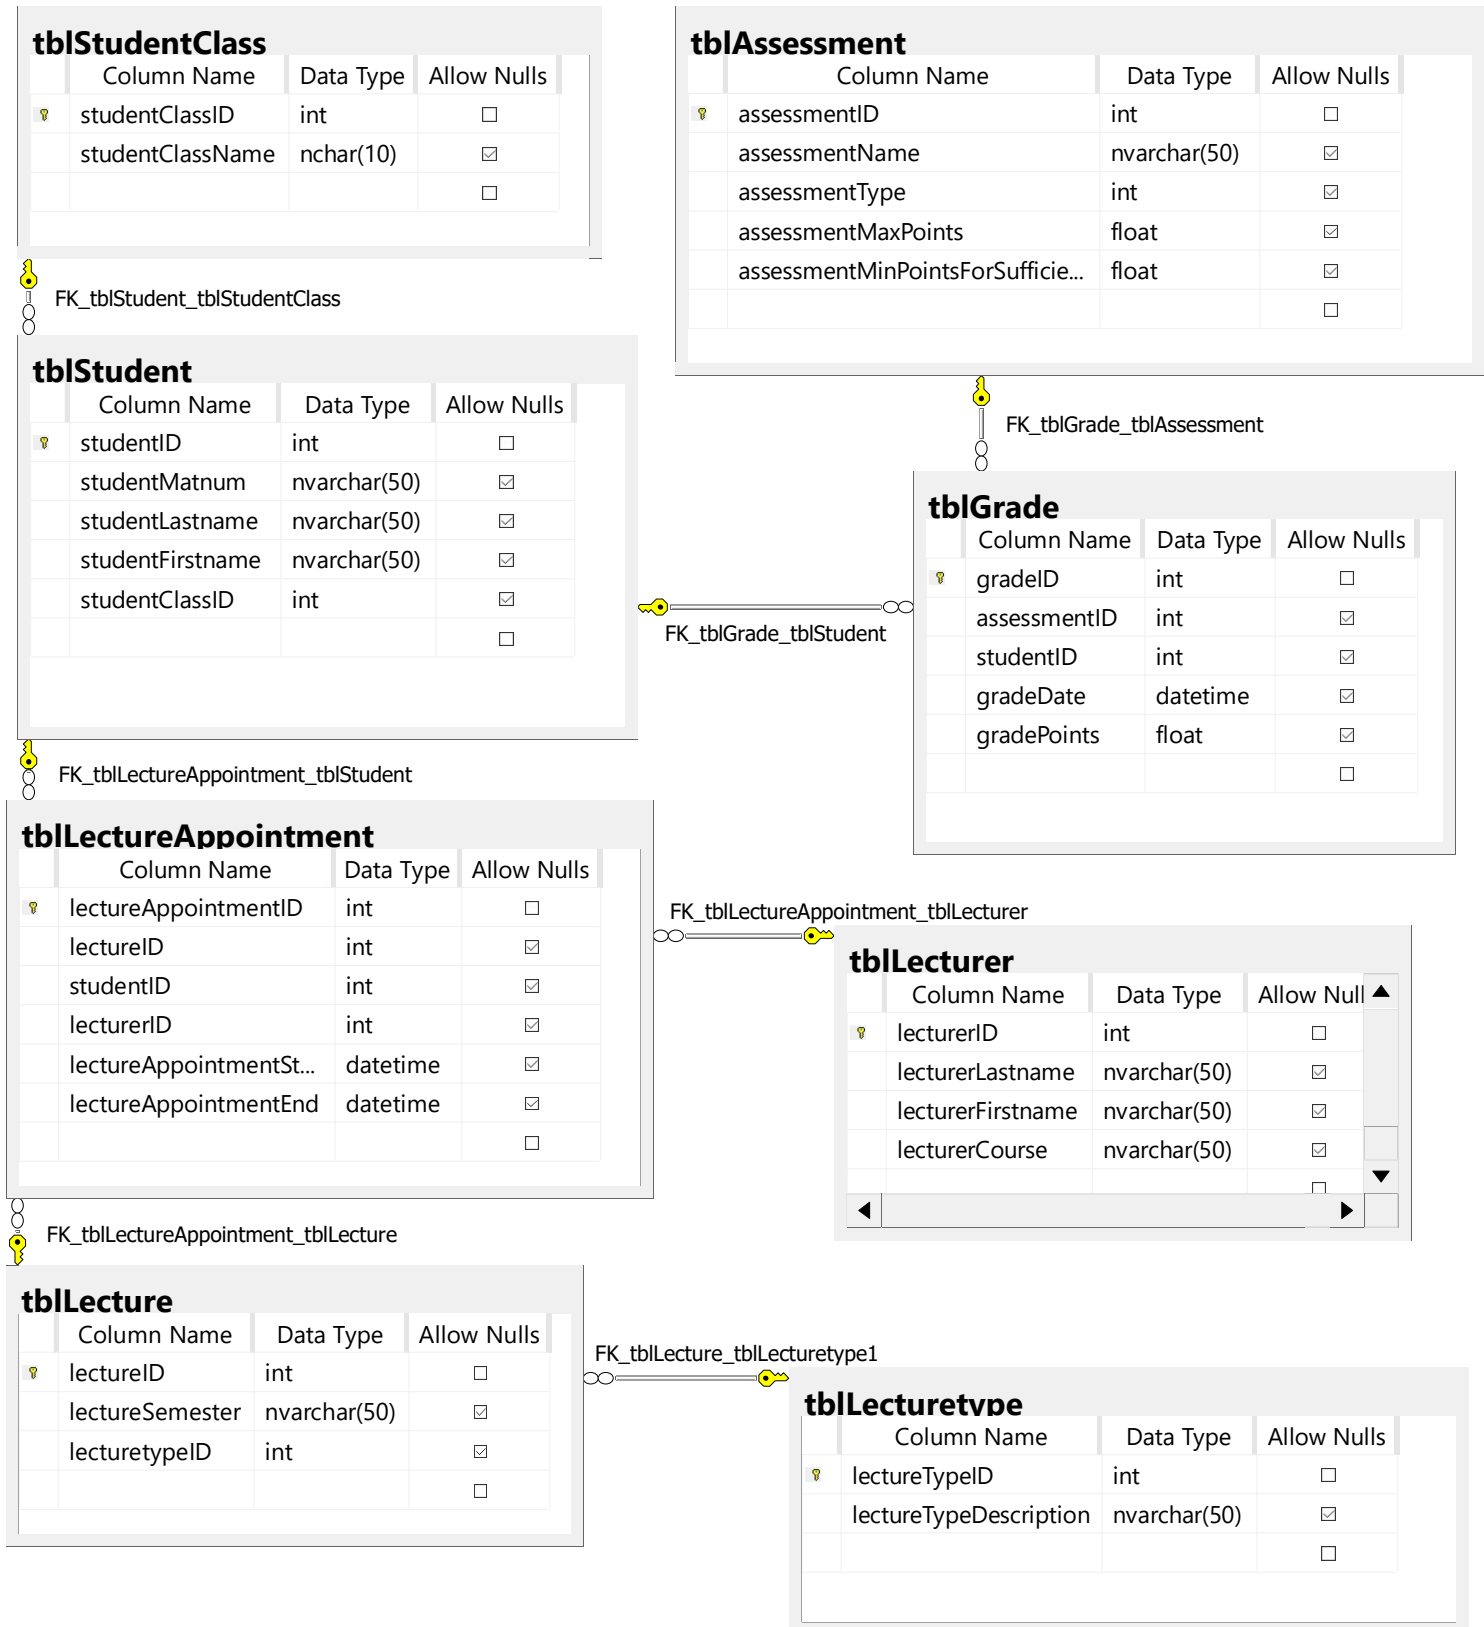 tblStudentClass
Column Name Data Type Allow Nulls
studentClassID int
studentClassName nchar(10)
FK_tblStudent_tblStudentClass
tblAssessment
Column Name Data Type Allow Nulls
assessmentID int
assessmentName nvarchar(50)
assessmentType int
assessmentMaxPoints float
assessmentMinPointsForSufficie... float
FK_tblGrade_tblAssessment
tblStudent
Column Name Data Type Allow Nulls
studentID int
studentMatnum nvarchar(50)
studentLastname nvarchar(50)
studentFirstname nvarchar(50)
studentClassID int
FK_tblGrade_tblStudent
tblGrade
Column Name Data Type Allow Nulls
gradeID int
assessmentID int
studentID int
gradeDate datetime
gradePoints float
FK_tblLectureAppointment_tblStudent
tblLectureAppointment
Column Name Data Type Allow Nulls
lectureAppointmentID int
lectureID int
studentID int
lecturerID int
lectureAppointmentSt... datetime
lectureAppointmentEnd datetime
FK_tblLectureAppointment_tblLecturer
tblLecturer
Column Name Data Type Allow Null
lecturerID int
lecturerLastname nvarchar(50)
lecturerFirstname nvarchar(50)
lecturerCourse nvarchar(50)
FK_tblLectureAppointment_tblLecture
tblLecture
Column Name Data Type Allow Nulls
lectureID int
lectureSemester nvarchar(50)
lecturetypeID int
FK_tblLecture_tblLecturetype1
tblLecturetype
Column Name Data Type Allow Nulls
lectureTypeID int
lectureTypeDescription nvarchar(50)